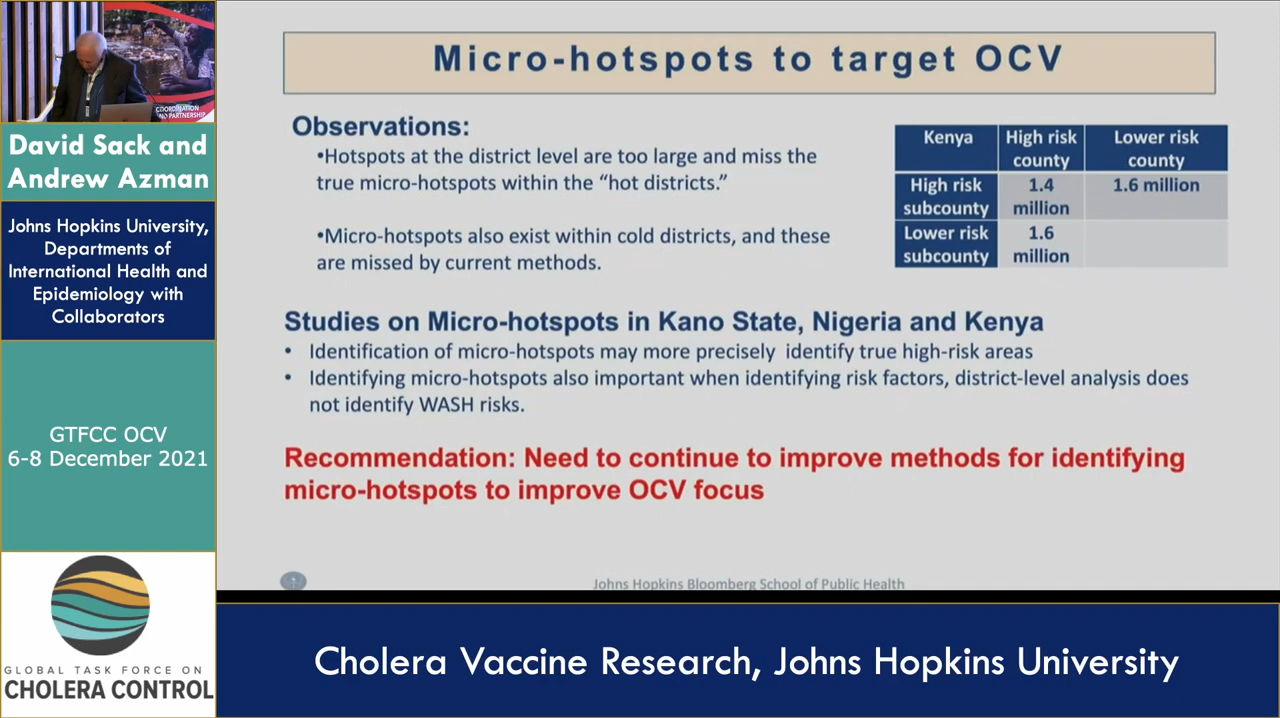 COORDINATION
AND PARTNERSHIP
David Sack and
Andrew Azman
Johns Hopkins University,
Departments of
International Health and
Epidemiology with
Collaborators
GTFCC OCV
6-8 December 2021
GLOBAL TASK FORCE ON
CHOLERA CONTROL
Micro-hotspots to target OCV
Observations:
•Hotspots at the district level are too large and miss the
true micro-hotspots within the “hot districts.”
•Micro-hotspots also exist within cold districts, and these
are missed by current methods.
Kenya High risk county Lower risk county
High risk subcounty 1.4 million 1.6 million
Lower risk subcounty 1.6 million
Studies on Micro-hotspots in Kano State, Nigeria and Kenya
• Identification of micro-hotspots may more precisely identify true high-risk areas
• Identifying micro-hotspots also important when identifying risk factors, district-level analysis does
not identify WASH risks.
Recommendation: Need to continue to improve methods for identifying
micro-hotspots to improve OCV focus
Johns Hopkins Bloomberg School of Public Health
Cholera Vaccine Research, Johns Hopkins University